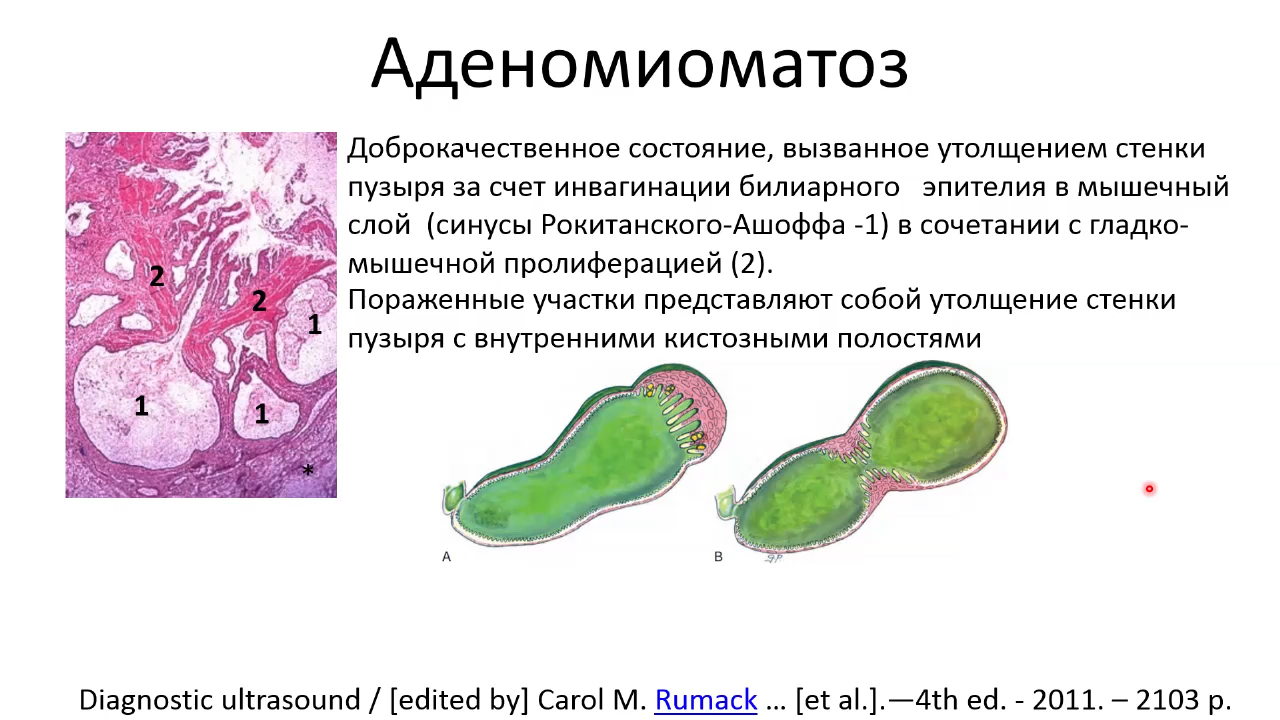 Аденомиоматоз
Доброкачественное состояние, вызванное утолщением стенки
пузыря за счет инвагинации билиарного эпителия в мышечный
слой (синусы Рокитанского-Ашоффа -1) в сочетании с гладко-
мышечной пролиферацией (2).
Пораженные участки представляют собой утолщение стенки
пузыря с внутренними кистозными полостями
2
2
1
1
1
*
A
B
Diagnostic ultrasound / [edited by] Carol M. Rumack … [et al.].—4th ed. - 2011. – 2103 p.